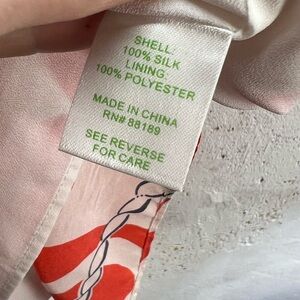 SHELL:
100% SILK
LINING:
100% POLYESTER
MADE IN CHINA
RN# 88189
SEE REVERSE
FOR CARE